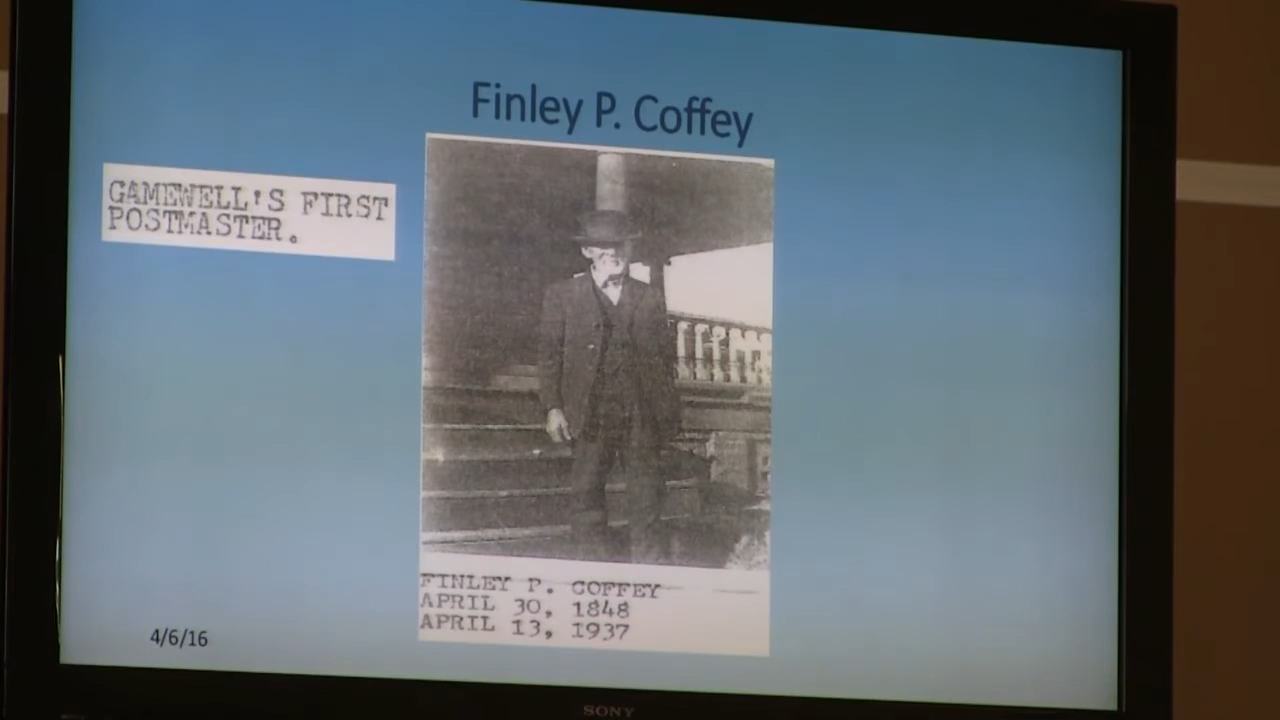 Finley P. Coffey
GAMEWELL'S FIRST
POSTMASTER.
FINLEY P. COFFEY
APRIL 30, 1848
APRIL 13, 1937
4/6/16
SONY